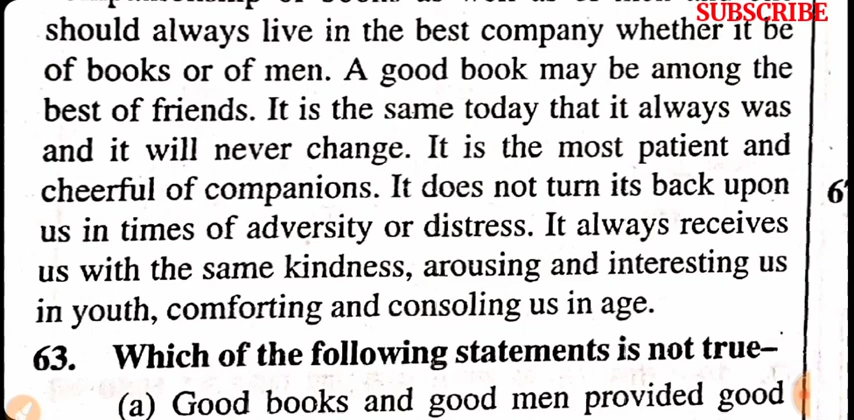 SUBSCRIBE
should always live in the best company whether it be
of books or of men. A good book may be among the
best of friends. It is the same today that it always was
and it will never change. It is the most patient and
cheerful of companions. It does not turn its back upon
us in times of adversity or distress. It always receives
us with the same kindness, arousing and interesting us
in youth, comforting and consoling us in age.
63. Which of the following statements is not true–
(a) Good books and good men provided good